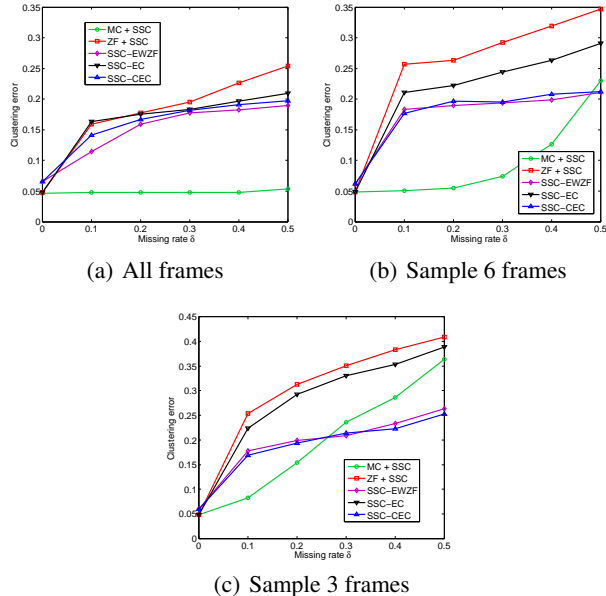 0.35
0.3
0.25
0.2
0.15
0.1
0.05
0
Clustering error
MC + SSC
ZF + SSC
SSC−EWZF
SSC−EC
SSC−CEC
0 0.1 0.2 0.3 0.4 0.5
Missing rate δ
(a) All frames
0.35
0.3
0.25
0.2
0.15
0.1
0.05
0
Clustering error
MC + SSC
ZF + SSC
SSC−EWZF
SSC−EC
SSC−CEC
0 0.1 0.2 0.3 0.4 0.5
Missing rate δ
(b) Sample 6 frames
0.45
0.4
0.35
0.3
0.25
0.2
0.15
0.1
0.05
0
Clustering error
MC + SSC
ZF + SSC
SSC−EWZF
SSC−EC
SSC−CEC
0 0.1 0.2 0.3 0.4 0.5
Missing rate δ
(c) Sample 3 frames